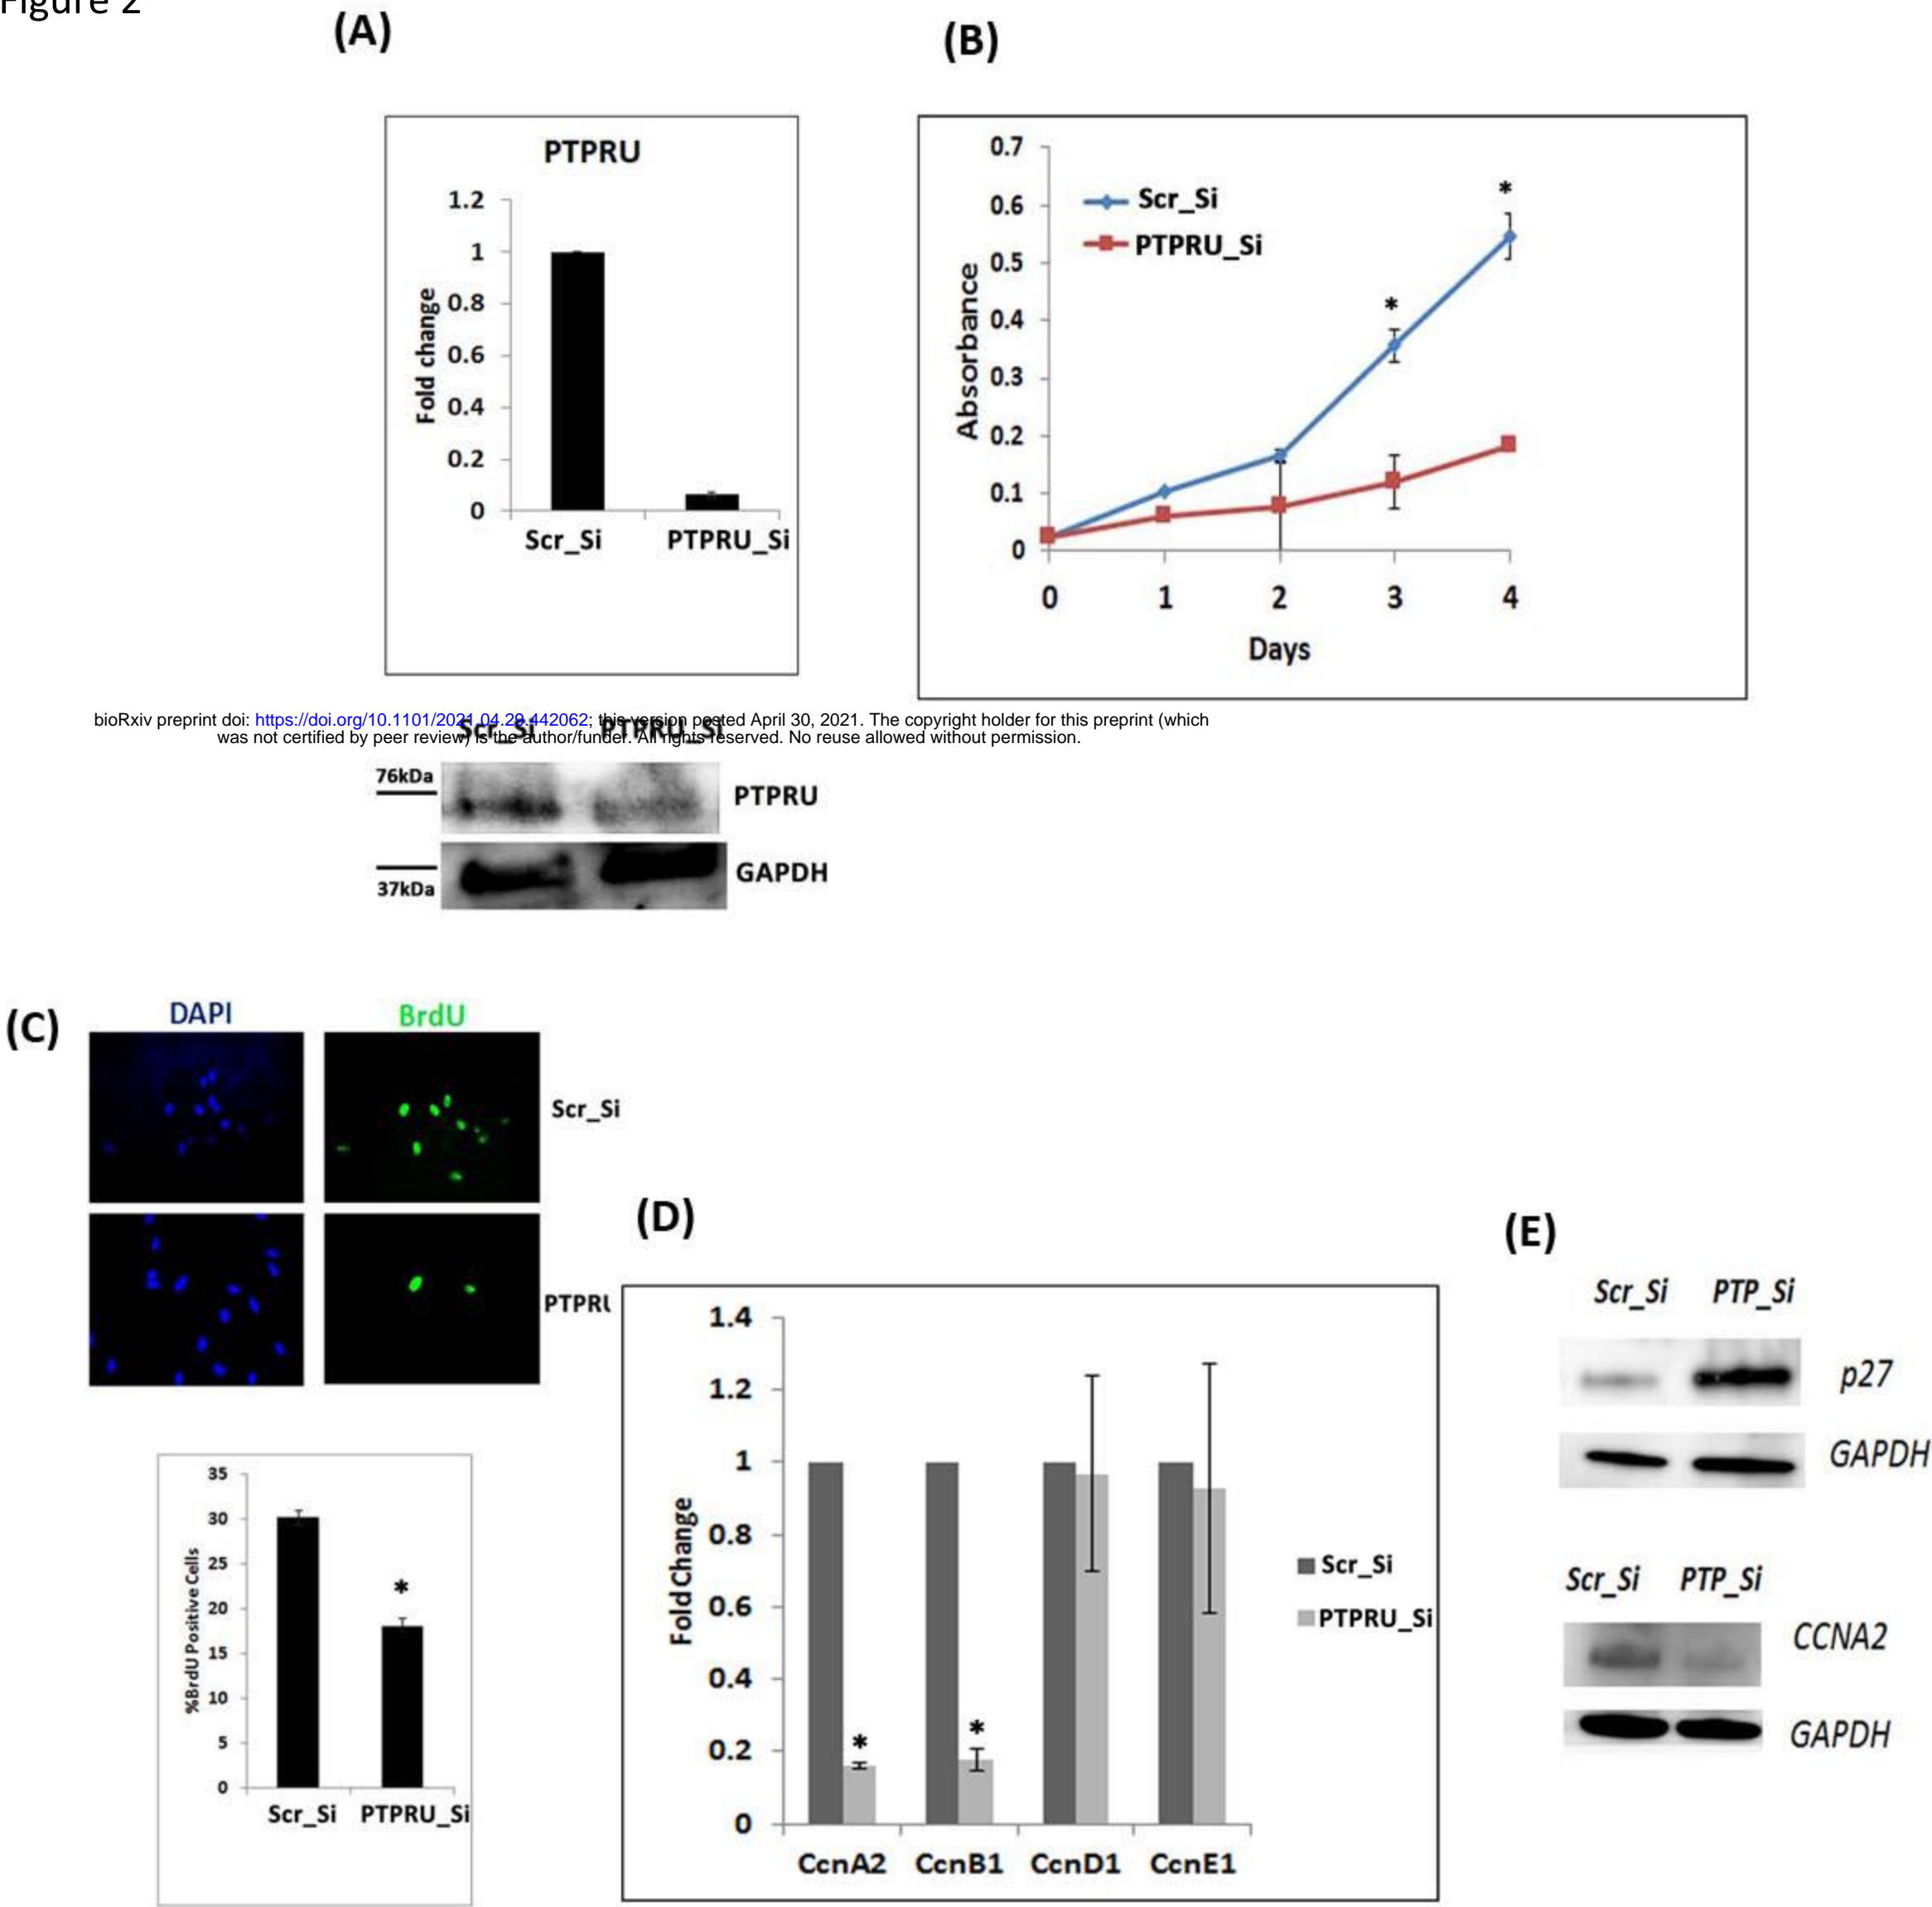 Figure 2
(A)
(B)
PTPRU
1.2
1
0.8
0.6
0.4
0.2
0
Fold change
Scr_Si PTPRU_Si
0.7
0.6
0.5
0.4
0.3
0.2
0.1
0
Absorbance
Scr_Si
PTPRU_Si
*
*
0 1 2 3 4
Days
bioRxiv preprint doi: https://doi.org/10.1101/2021.04.29.442062; this version posted April 30, 2021. The copyright holder for this preprint (which
was not certified by peer review) is the author/funder. All rights reserved. No reuse allowed without permission.
Scr_Si PTPRU_Si
76kDa
PTPRU
37kDa
GAPDH
(C)
DAPI BrdU
Scr_Si
PTPRU
35
30
25
20
15
10
5
0
%BrdU Positive Cells
*
Scr_Si PTPRU_Si
(D)
1.4
1.2
1
0.8
0.6
0.4
0.2
0
Fold Change
*
*
CcnA2 CcnB1 CcnD1 CcnE1
Scr_Si
PTPRU_Si
(E)
Scr_Si PTP_Si
p27
GAPDH
Scr_Si PTP_Si
CCNA2
GAPDH